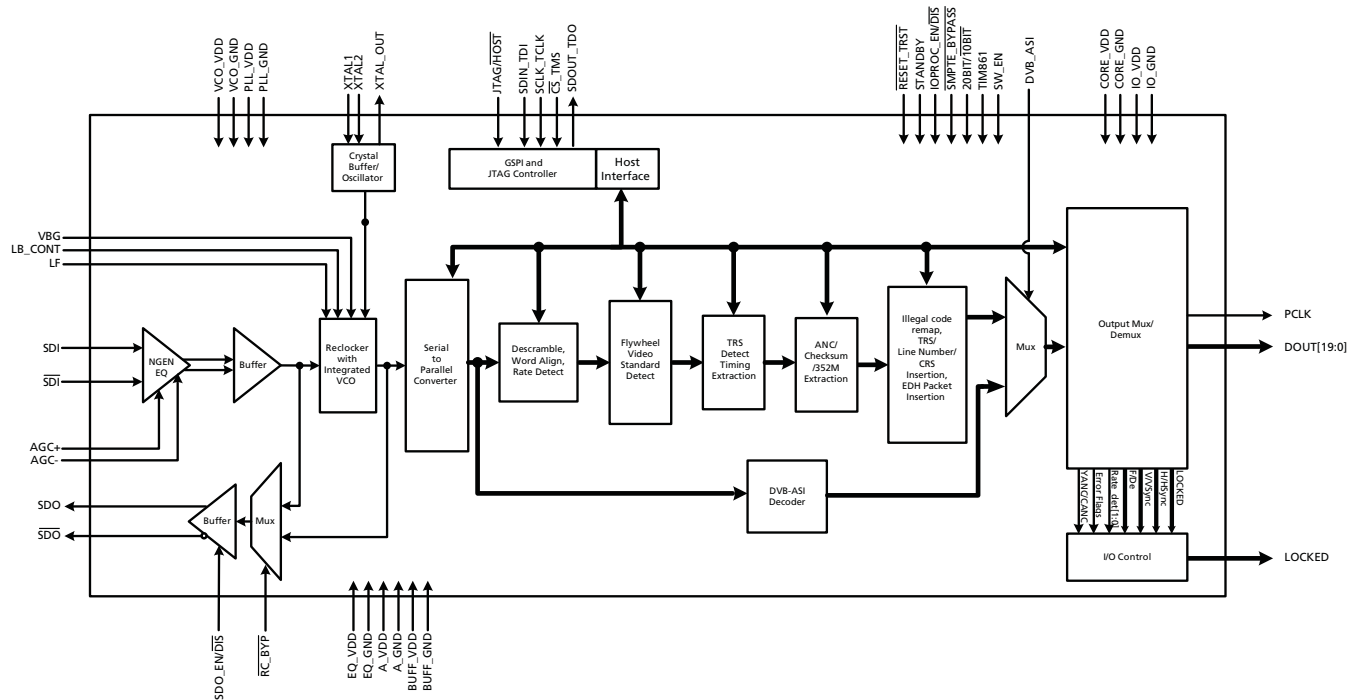 VCO_VDD
VCO_GND
PLL_VDD
PLL_GND
XTAL1
XTAL2
XTAL_OUT
JTAG/HOST
SDIN_TDI
SCLK_TCLK
CS_TMS
SDOUT_TDO
RESET_TRST
STANDBY
IOPROC_EN/DIS
SMPTE_BYPASS
20BIT/10BIT
TIM861
SW_EN
DVB_ASI
CORE_VDD
CORE_GND
IO_VDD
IO_GND
Crystal
Buffer/
Oscillator
GSPI and
JTAG Controller
Host
Interface
VBG
LB_CONT
LF
SDI
SDI
AGC+
AGC-
SDO
SDO
NGEN
EQ
Buffer
Reclocker
with
Integrated
VCO
Serial
to
Parallel
Converter
Descramble,
Word Align,
Rate Detect
Flywheel
Video
Standard
Detect
TRS
Detect
Timing
Extraction
ANC/
Checksum
/352M
Extraction
Illegal code
remap,
TRS/
Line Number/
CRS
Insertion,
EDH Packet
Insertion
Mux
Output Mux/
Demux
PCLK
DOUT[19:0]
DVB-ASI
Decoder
Buffer
Mux
YANC/CANC
Error Flags
Rate_det[1:0]
F/De
V/VSync
H/HSync
LOCKED
I/O Control
LOCKED
SDO_EN/DIS
RC_BYP
EQ_VDD
EQ_GND
A_VDD
A_GND
BUFF_VDD
BUFF_GND